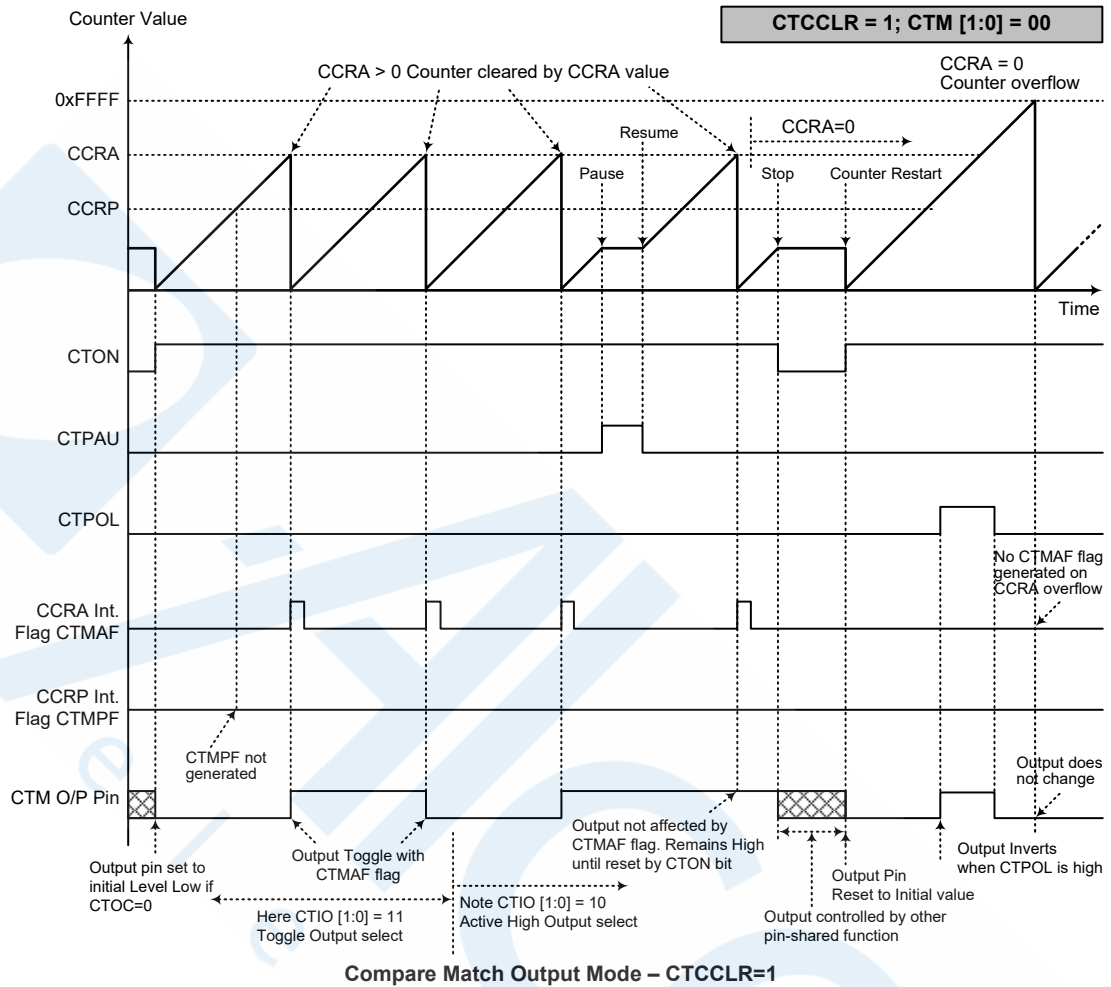 Counter Value
CTCCLR = 1; CTM [1:0] = 00
CCRA > 0 Counter cleared by CCRA value
CCRA = 0
Counter overflow
0xFFFF
Resume
CCRA=0
CCRA
Pause
Stop
Counter Restart
CCRP
Time
CTON
CTPAU
CTPOL
No CTMAF flag
generated on
CCRA overflow
CCRA Int.
Flag CTMAF
CCRP Int.
Flag CTMPF
CTMPF not
generated
Output does
not change
CTM O/P Pin
Output pin set to
initial Level Low if
CTOC=0
Output Toggle with
CTMAF flag
Output not affected by
CTMAF flag. Remains High
until reset by CTON bit
Output Inverts
when CTPOL is high
Output Pin
Reset to Initial value
Here CTIO [1:0] = 11
Toggle Output select
Note CTIO [1:0] = 10
Active High Output select
Output controlled by other
pin-shared function
Compare Match Output Mode – CTCCLR=1